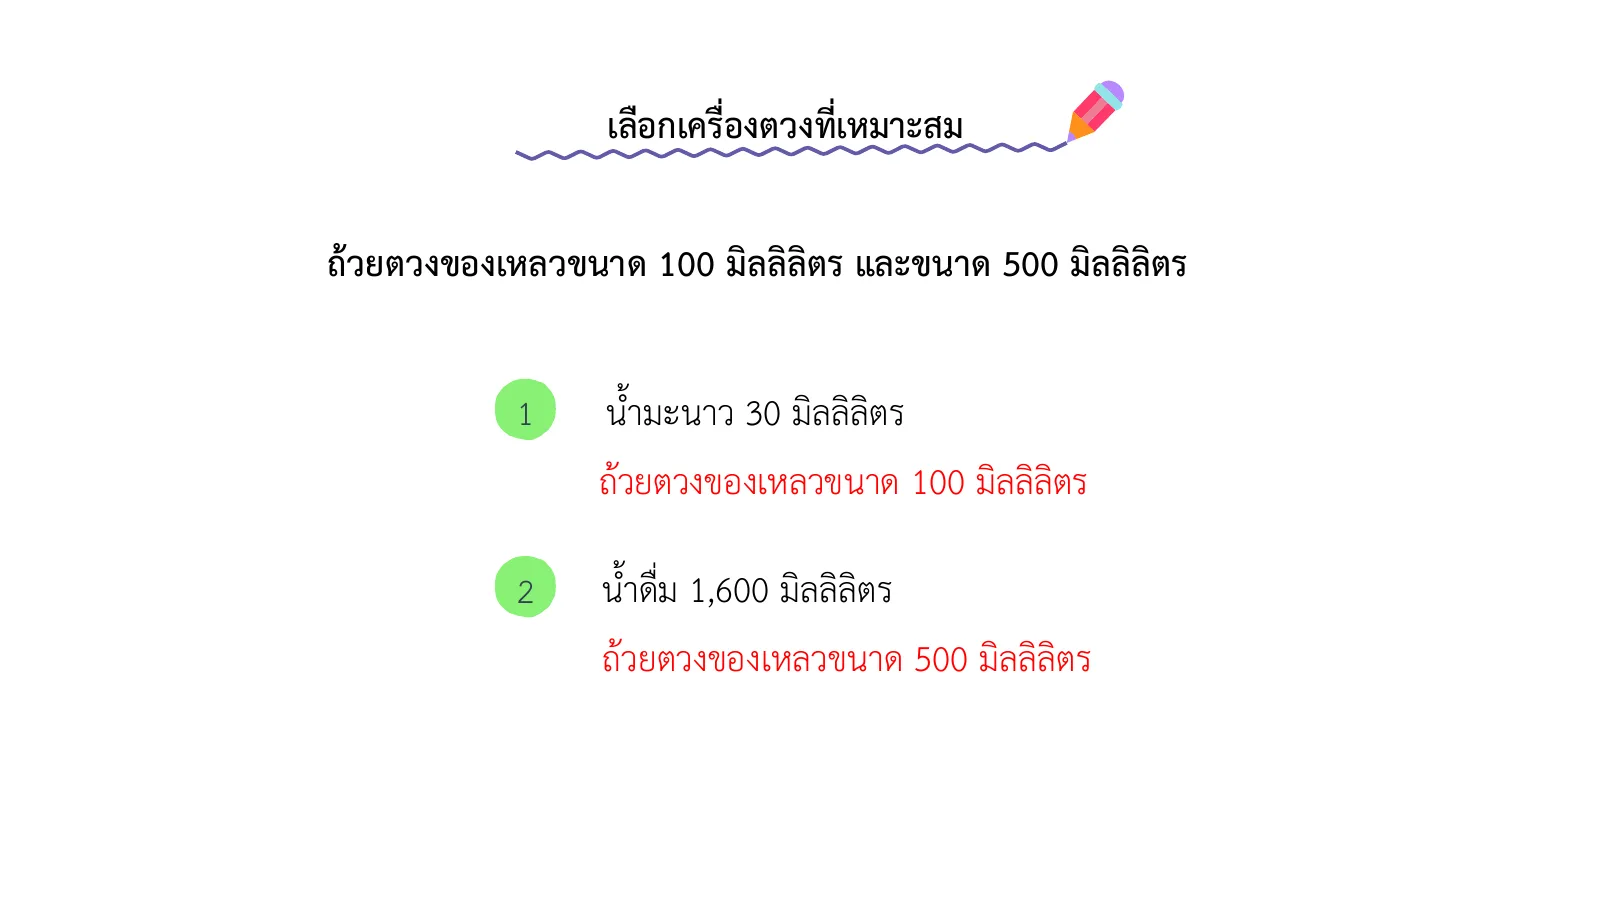 เลือกเครื่องตวงที่เหมาะสม
ถ้วยตวงของเหลวขนาด 100 มิลลิลิตร และขนาด 500 มิลลิลิตร
1 น้ำมะนาว 30 มิลลิลิตร
ถ้วยตวงของเหลวขนาด 100 มิลลิลิตร
2 น้ำดื่ม 1,600 มิลลิลิตร
ถ้วยตวงของเหลวขนาด 500 มิลลิลิตร